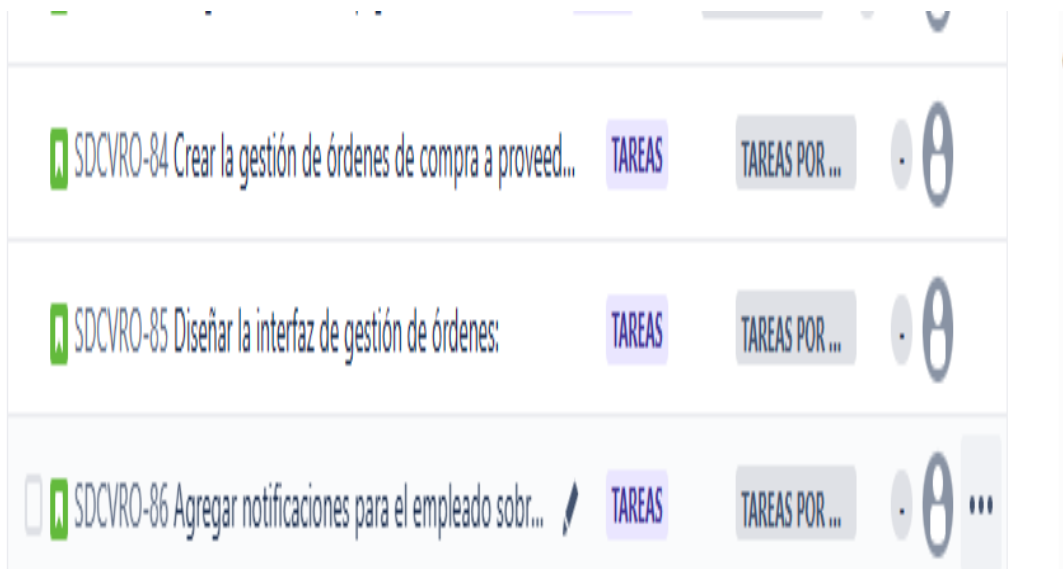 SDCVRO-84 Crear la gestión de órdenes de compra a proveed... TAREAS TAREAS POR ... -
SDCVRO-85 Diseñar la interfaz de gestión de órdenes: TAREAS TAREAS POR ... -
SDCVRO-86 Agregar notificaciones para el empleado sobr... TAREAS TAREAS POR ... -